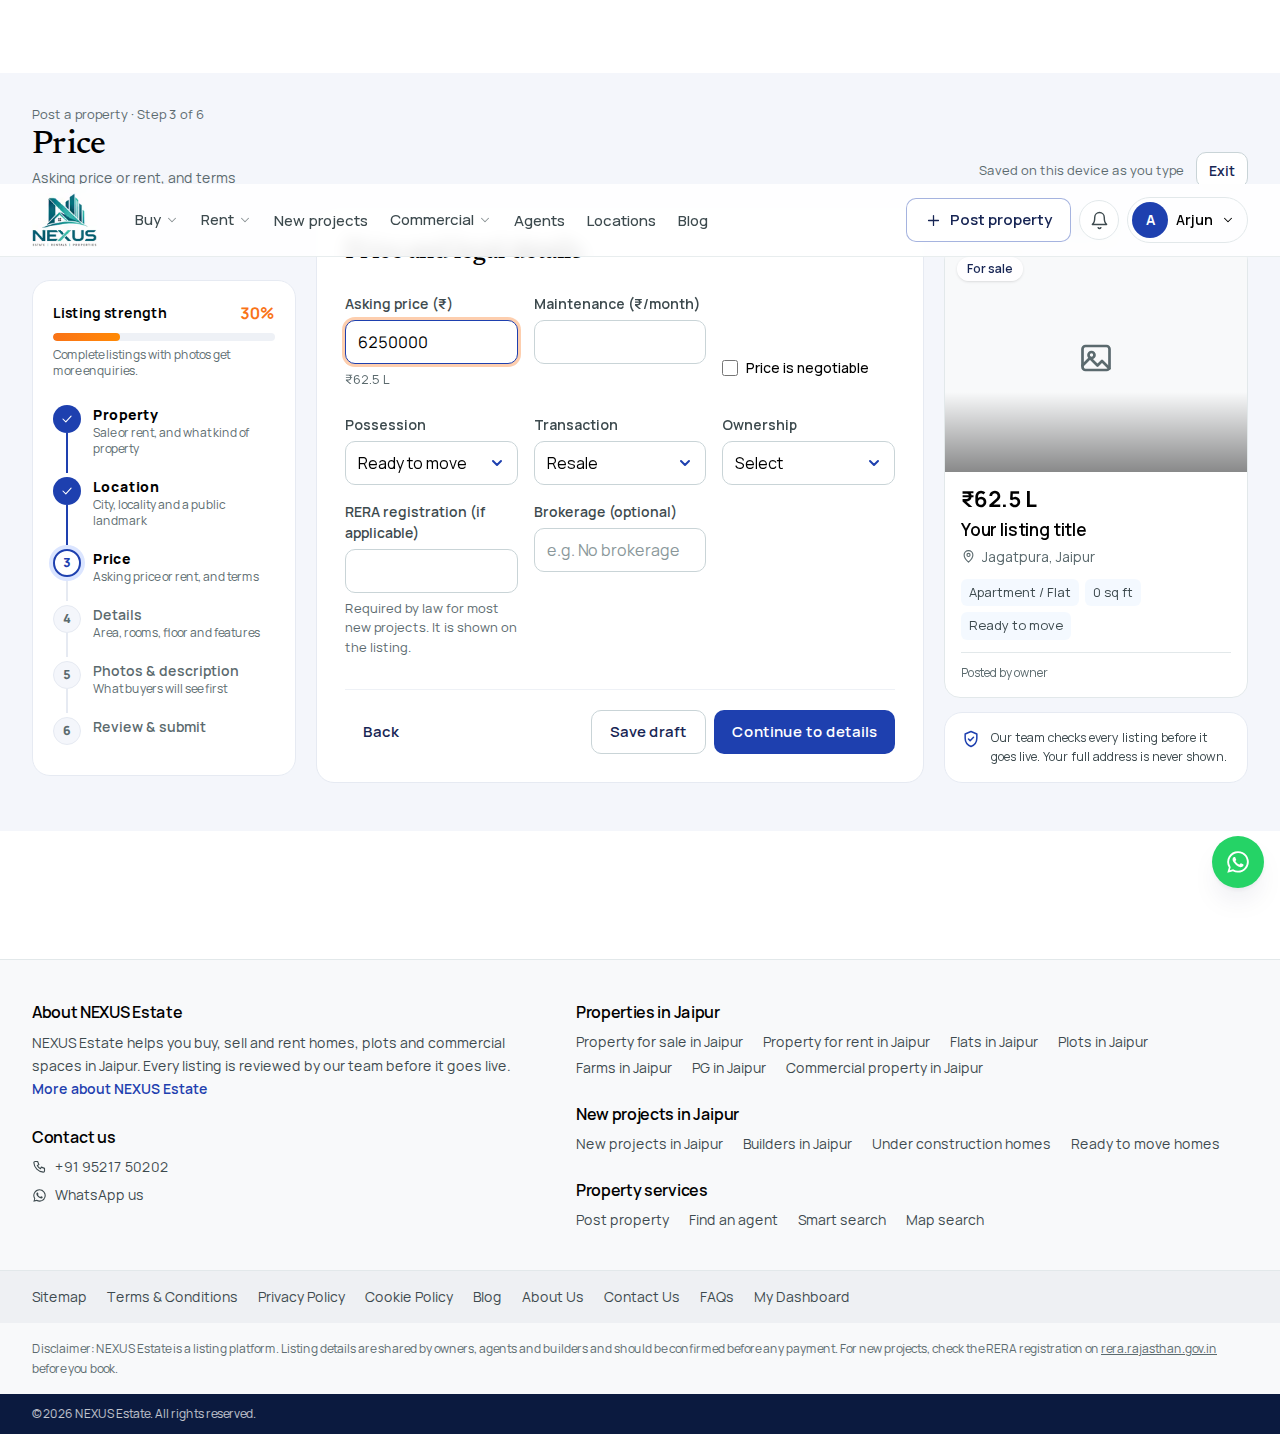 Post a property · Step 3 of 6
Price
Asking price or rent, and terms
Saved on this device as you type
Exit
NEXUS
Buy
Rent
New projects
Commercial
Agents
Locations
Blog
Post property
A
Arjun
Listing strength
30%
Complete listings with photos get
more enquiries.
Property
Sale or rent, and what kind of
property
Location
City, locality and a public
landmark
3
Price
Asking price or rent, and terms
4
Details
Area, rooms, floor and features
5
Photos & description
What buyers will see first
6
Review & submit
Price and legal details
Asking price (₹)
Maintenance (₹/month)
6250000
₹62.5 L
Price is negotiable
Possession
Transaction
Ownership
Ready to move
Resale
Select
RERA registration (if
applicable)
Brokerage (optional)
e.g. No brokerage
Required by law for most
new projects. It is shown on
the listing.
Back
Save draft
Continue to details
For sale
₹62.5 L
Your listing title
Jagatpura, Jaipur
Apartment / Flat
0 sq ft
Ready to move
Posted by owner
Our team checks every listing before it
goes live. Your full address is never shown.
About NEXUS Estate
NEXUS Estate helps you buy, sell and rent homes, plots and commercial
spaces in Jaipur. Every listing is reviewed by our team before it goes live.
More about NEXUS Estate
Contact us
+91 95217 50202
WhatsApp us
Properties in Jaipur
Property for sale in Jaipur
Property for rent in Jaipur
Flats in Jaipur
Plots in Jaipur
Farms in Jaipur
PG in Jaipur
Commercial property in Jaipur
New projects in Jaipur
New projects in Jaipur
Builders in Jaipur
Under construction homes
Ready to move homes
Property services
Post property
Find an agent
Smart search
Map search
Sitemap
Terms & Conditions
Privacy Policy
Cookie Policy
Blog
About Us
Contact Us
FAQs
My Dashboard
Disclaimer: NEXUS Estate is a listing platform. Listing details are shared by owners, agents and builders and should be confirmed before any payment. For new projects, check the RERA registration on rera.rajasthan.gov.in
before you book.
© 2026 NEXUS Estate. All rights reserved.